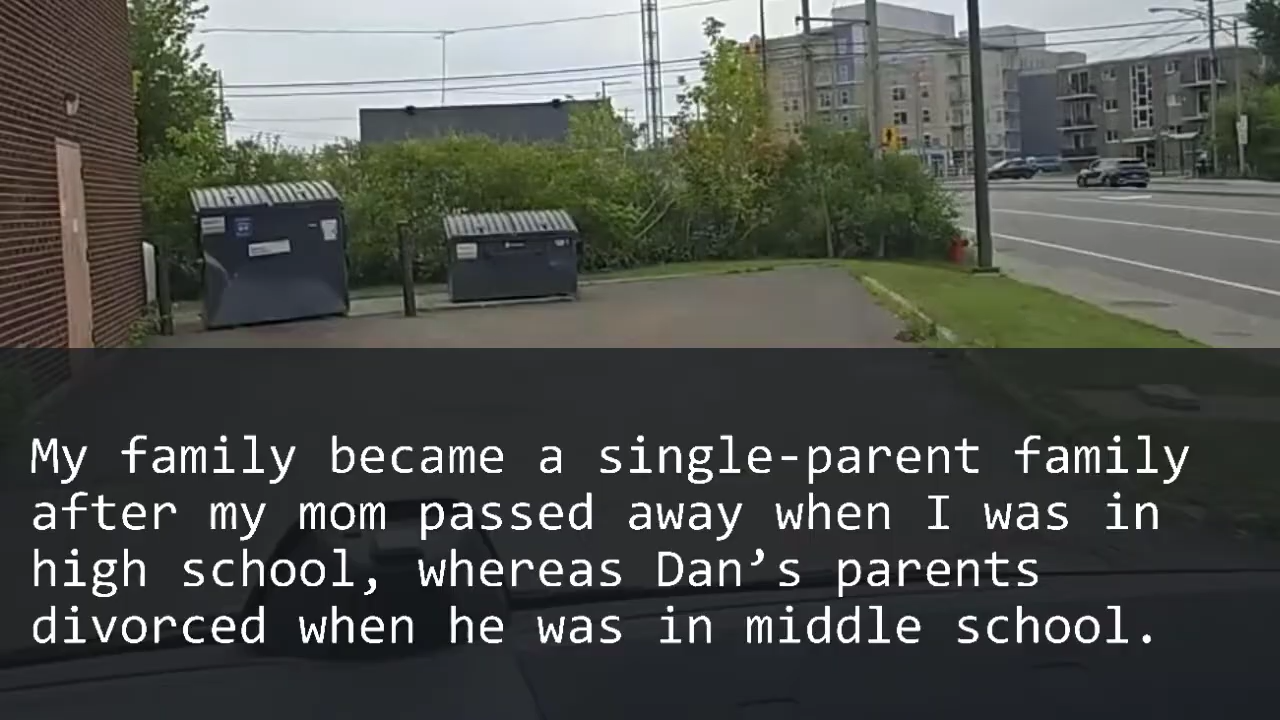 My family became a single-parent family
after my mom passed away when I was in
high school, whereas Dan’s parents
divorced when he was in middle school.